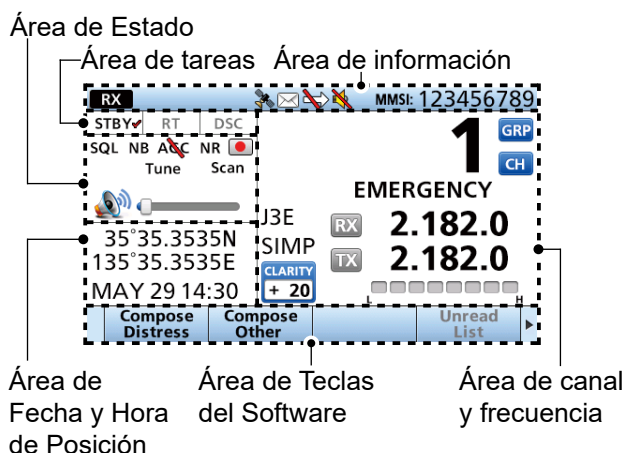 Área de Estado
Área de tareas Área de información
RX MMSI: 123456789
STBY RT DSC
SQL NB AGC NR
Tune Scan
1 GRP
CH
EMERGENCY
J3E RX 2.182.0
SIMP TX 2.182.0
CLARITY
+ 20
L H
35°35.3535N
135°35.3535E
MAY 29 14:30
Compose Distress
Compose Other
Unread List
Área de Fecha y Hora de Posición
Área de Teclas del Software
Área de canal y frecuencia